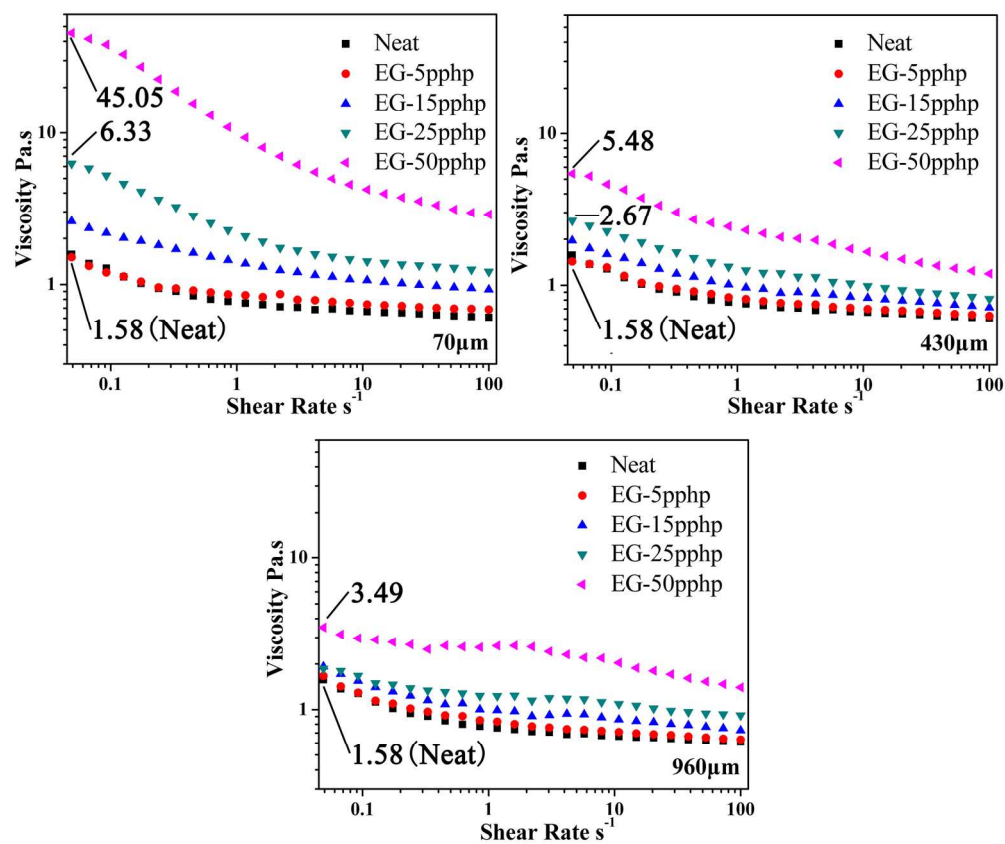 Neat
EG-5pphp
EG-15pphp
EG-25pphp
EG-50pphp
45.05
6.33
1.58 (Neat)
70μm
10
1
0.1 1 10 100
Viscosity Pa.s
Shear Rate s-1
Neat
EG-5pphp
EG-15pphp
EG-25pphp
EG-50pphp
5.48
2.67
1.58 (Neat)
430μm
10
1
0.1 1 10 100
Viscosity Pa.s
Shear Rate s-1
Neat
EG-5pphp
EG-15pphp
EG-25pphp
EG-50pphp
3.49
1.58 (Neat)
960μm
10
1
0.1 1 10 100
Viscosity Pa.s
Shear Rate s-1